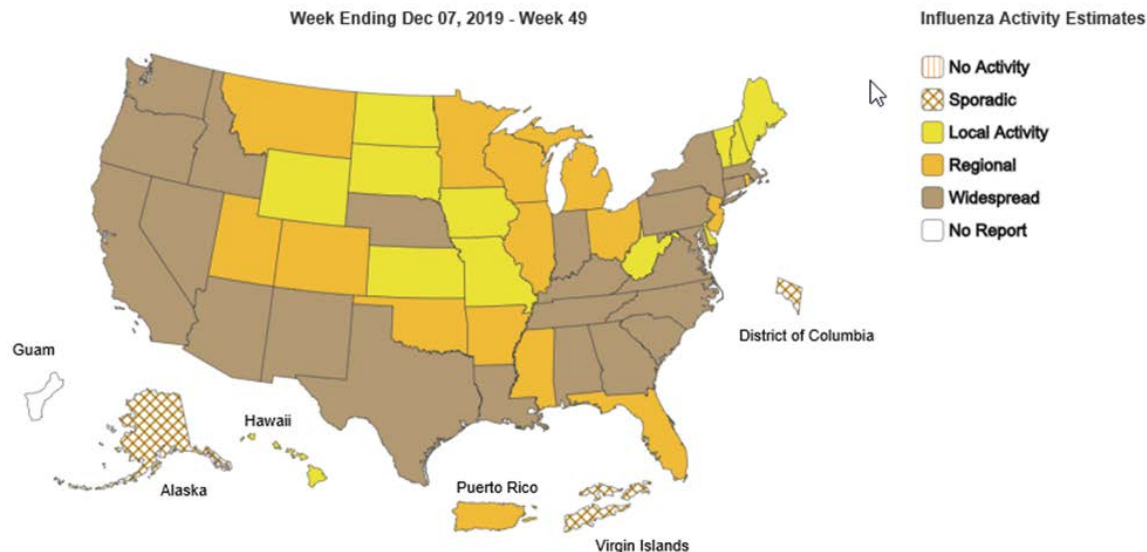 Week Ending Dec 07, 2019 - Week 49
Influenza Activity Estimates
No Activity
Sporadic
Local Activity
Regional
Widespread
No Report
District of Columbia
Guam
Hawaii
Alaska
Puerto Rico
Virgin Islands